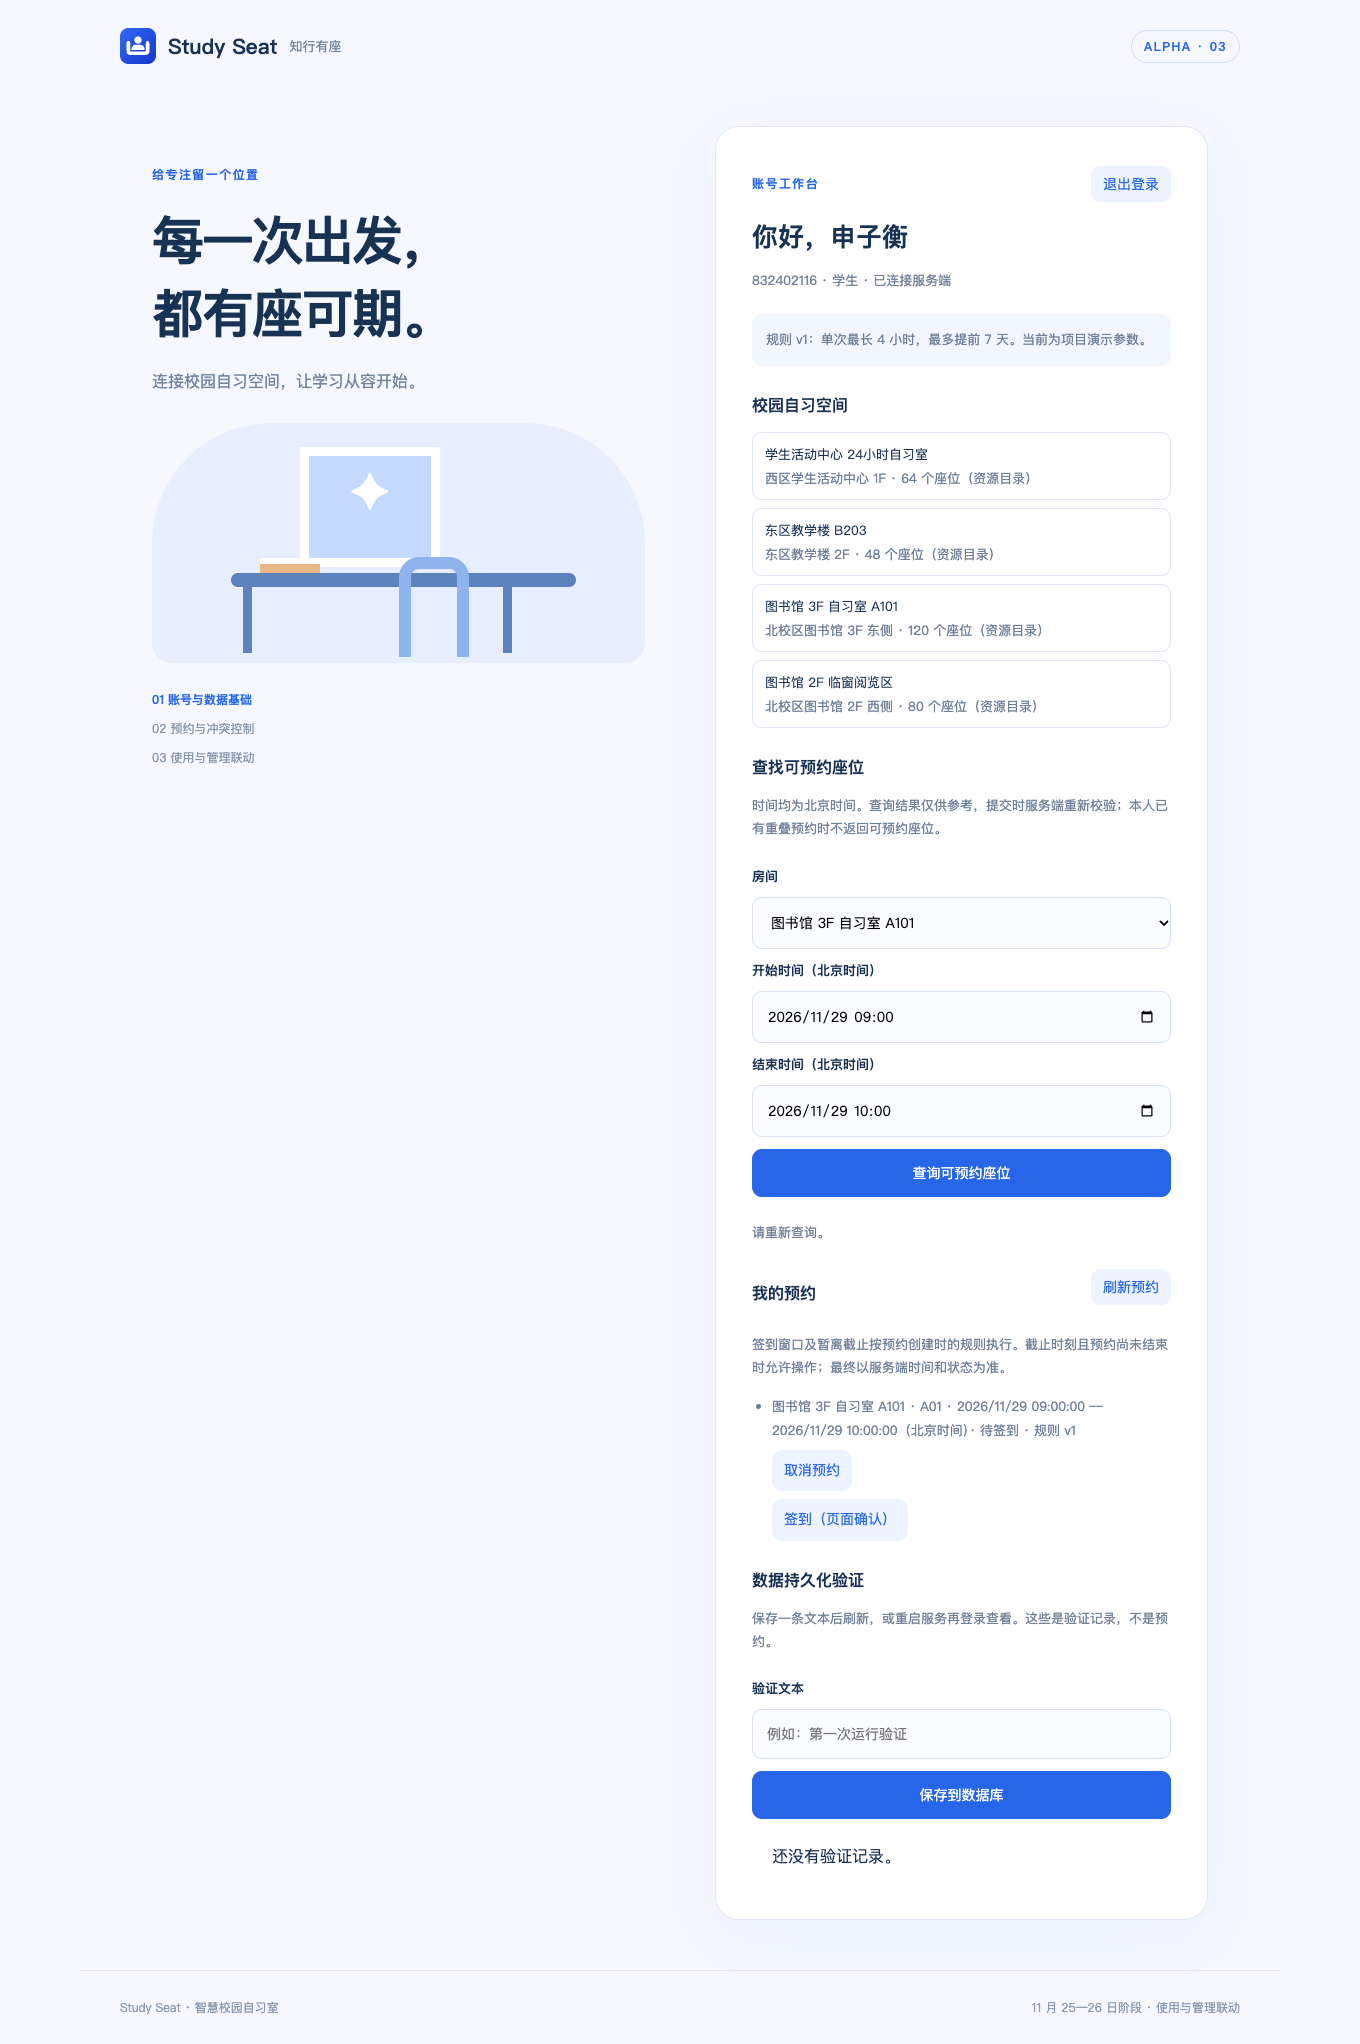 Study Seat 知行有座
ALPHA · 03
给专注留一个位置
每一次出发，
都有座可期。
连接校园自习空间，让学习从容开始。
01 账号与数据基础
02 预约与冲突控制
03 使用与管理联动
账号工作台
退出登录
你好，申子衡
832402116 · 学生 · 已连接服务端
规则 v1：单次最长 4 小时，最多提前 7 天。当前为项目演示参数。
校园自习空间
学生活动中心 24小时自习室
西区学生活动中心 1F · 64 个座位（资源目录）
东区教学楼 B203
东区教学楼 2F · 48 个座位（资源目录）
图书馆 3F 自习室 A101
北校区图书馆 3F 东侧 · 120 个座位（资源目录）
图书馆 2F 临窗阅览区
北校区图书馆 2F 西侧 · 80 个座位（资源目录）
查找可预约座位
时间均为北京时间。查询结果仅供参考，提交时服务端重新校验；本人已
有重叠预约时不返回可预约座位。
房间
图书馆 3F 自习室 A101
开始时间（北京时间）
2026/11/29 09:00
结束时间（北京时间）
2026/11/29 10:00
查询可预约座位
请重新查询。
我的预约
刷新预约
签到窗口及暂离截止按预约创建时的规则执行。截止时刻且预约尚未结束
时允许操作；最终以服务端时间和状态为准。
• 图书馆 3F 自习室 A101 · A01 · 2026/11/29 09:00:00 —
2026/11/29 10:00:00（北京时间）· 待签到 · 规则 v1
取消预约
签到（页面确认）
数据持久化验证
保存一条文本后刷新，或重启服务再登录查看。这些是验证记录，不是预
约。
验证文本
例如：第一次运行验证
保存到数据库
还没有验证记录。
Study Seat · 智慧校园自习室
11 月 25—26 日阶段 · 使用与管理联动